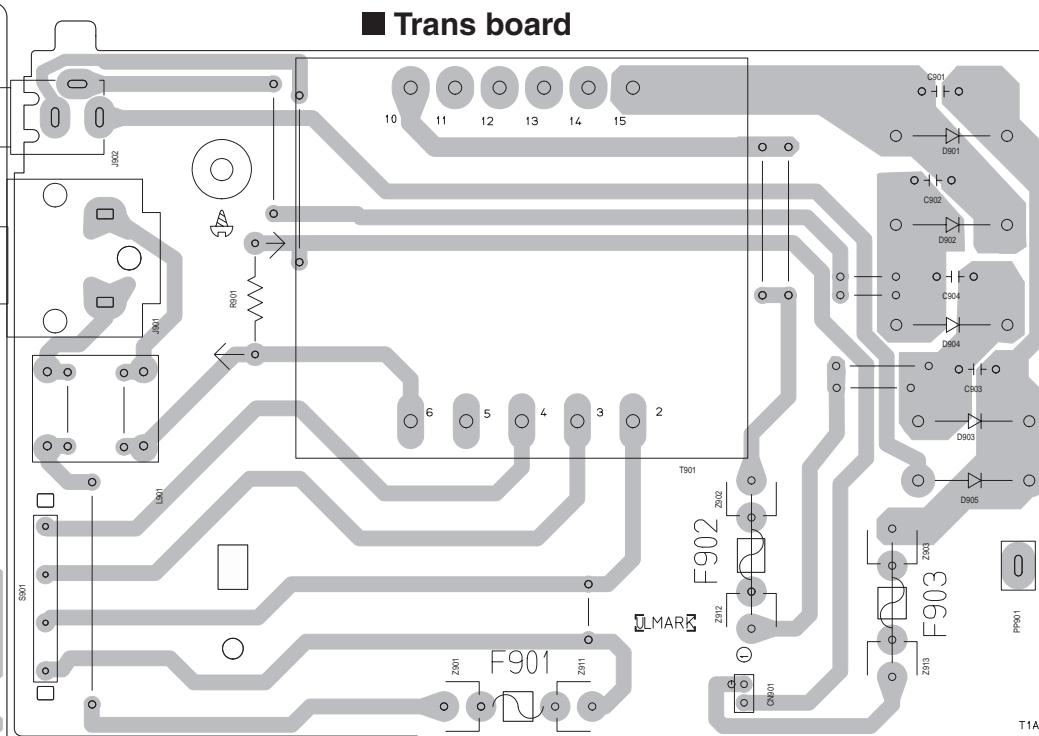 ■ Trans board
C901
10
11
12
13
14
15
D901
J902
C902
D902
R901
C904
J901
D904
C903
6
5
4
3
2
D903
T901
L901
Z902
D905
F902
Z903
S901
F903
Z912
PP901
ULMARK
1
Z901
F901
Z911
Z913
CN901
T1A